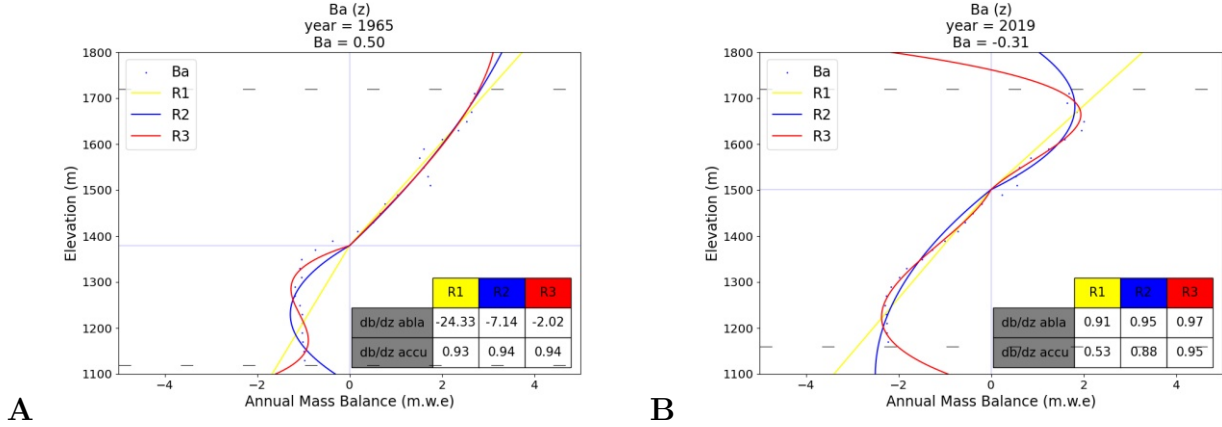 Ba (z)
year = 1965
Ba = 0.50
1800
1700
1600
1500
1400
1300
1200
1100
Elevation (m)
Ba
R1
R2
R3
R1 R2 R3
db/dz abla -24.33 -7.14 -2.02
db/dz accu 0.93 0.94 0.94
−4 −2 0 2 4
Annual Mass Balance (m.w.e)
A
Ba (z)
year = 2019
Ba = -0.31
1800
1700
1600
1500
1400
1300
1200
1100
Elevation (m)
Ba
R1
R2
R3
R1 R2 R3
db/dz abla 0.91 0.95 0.97
db/dz accu 0.53 0.88 0.95
−4 −2 0 2 4
Annual Mass Balance (m.w.e)
B